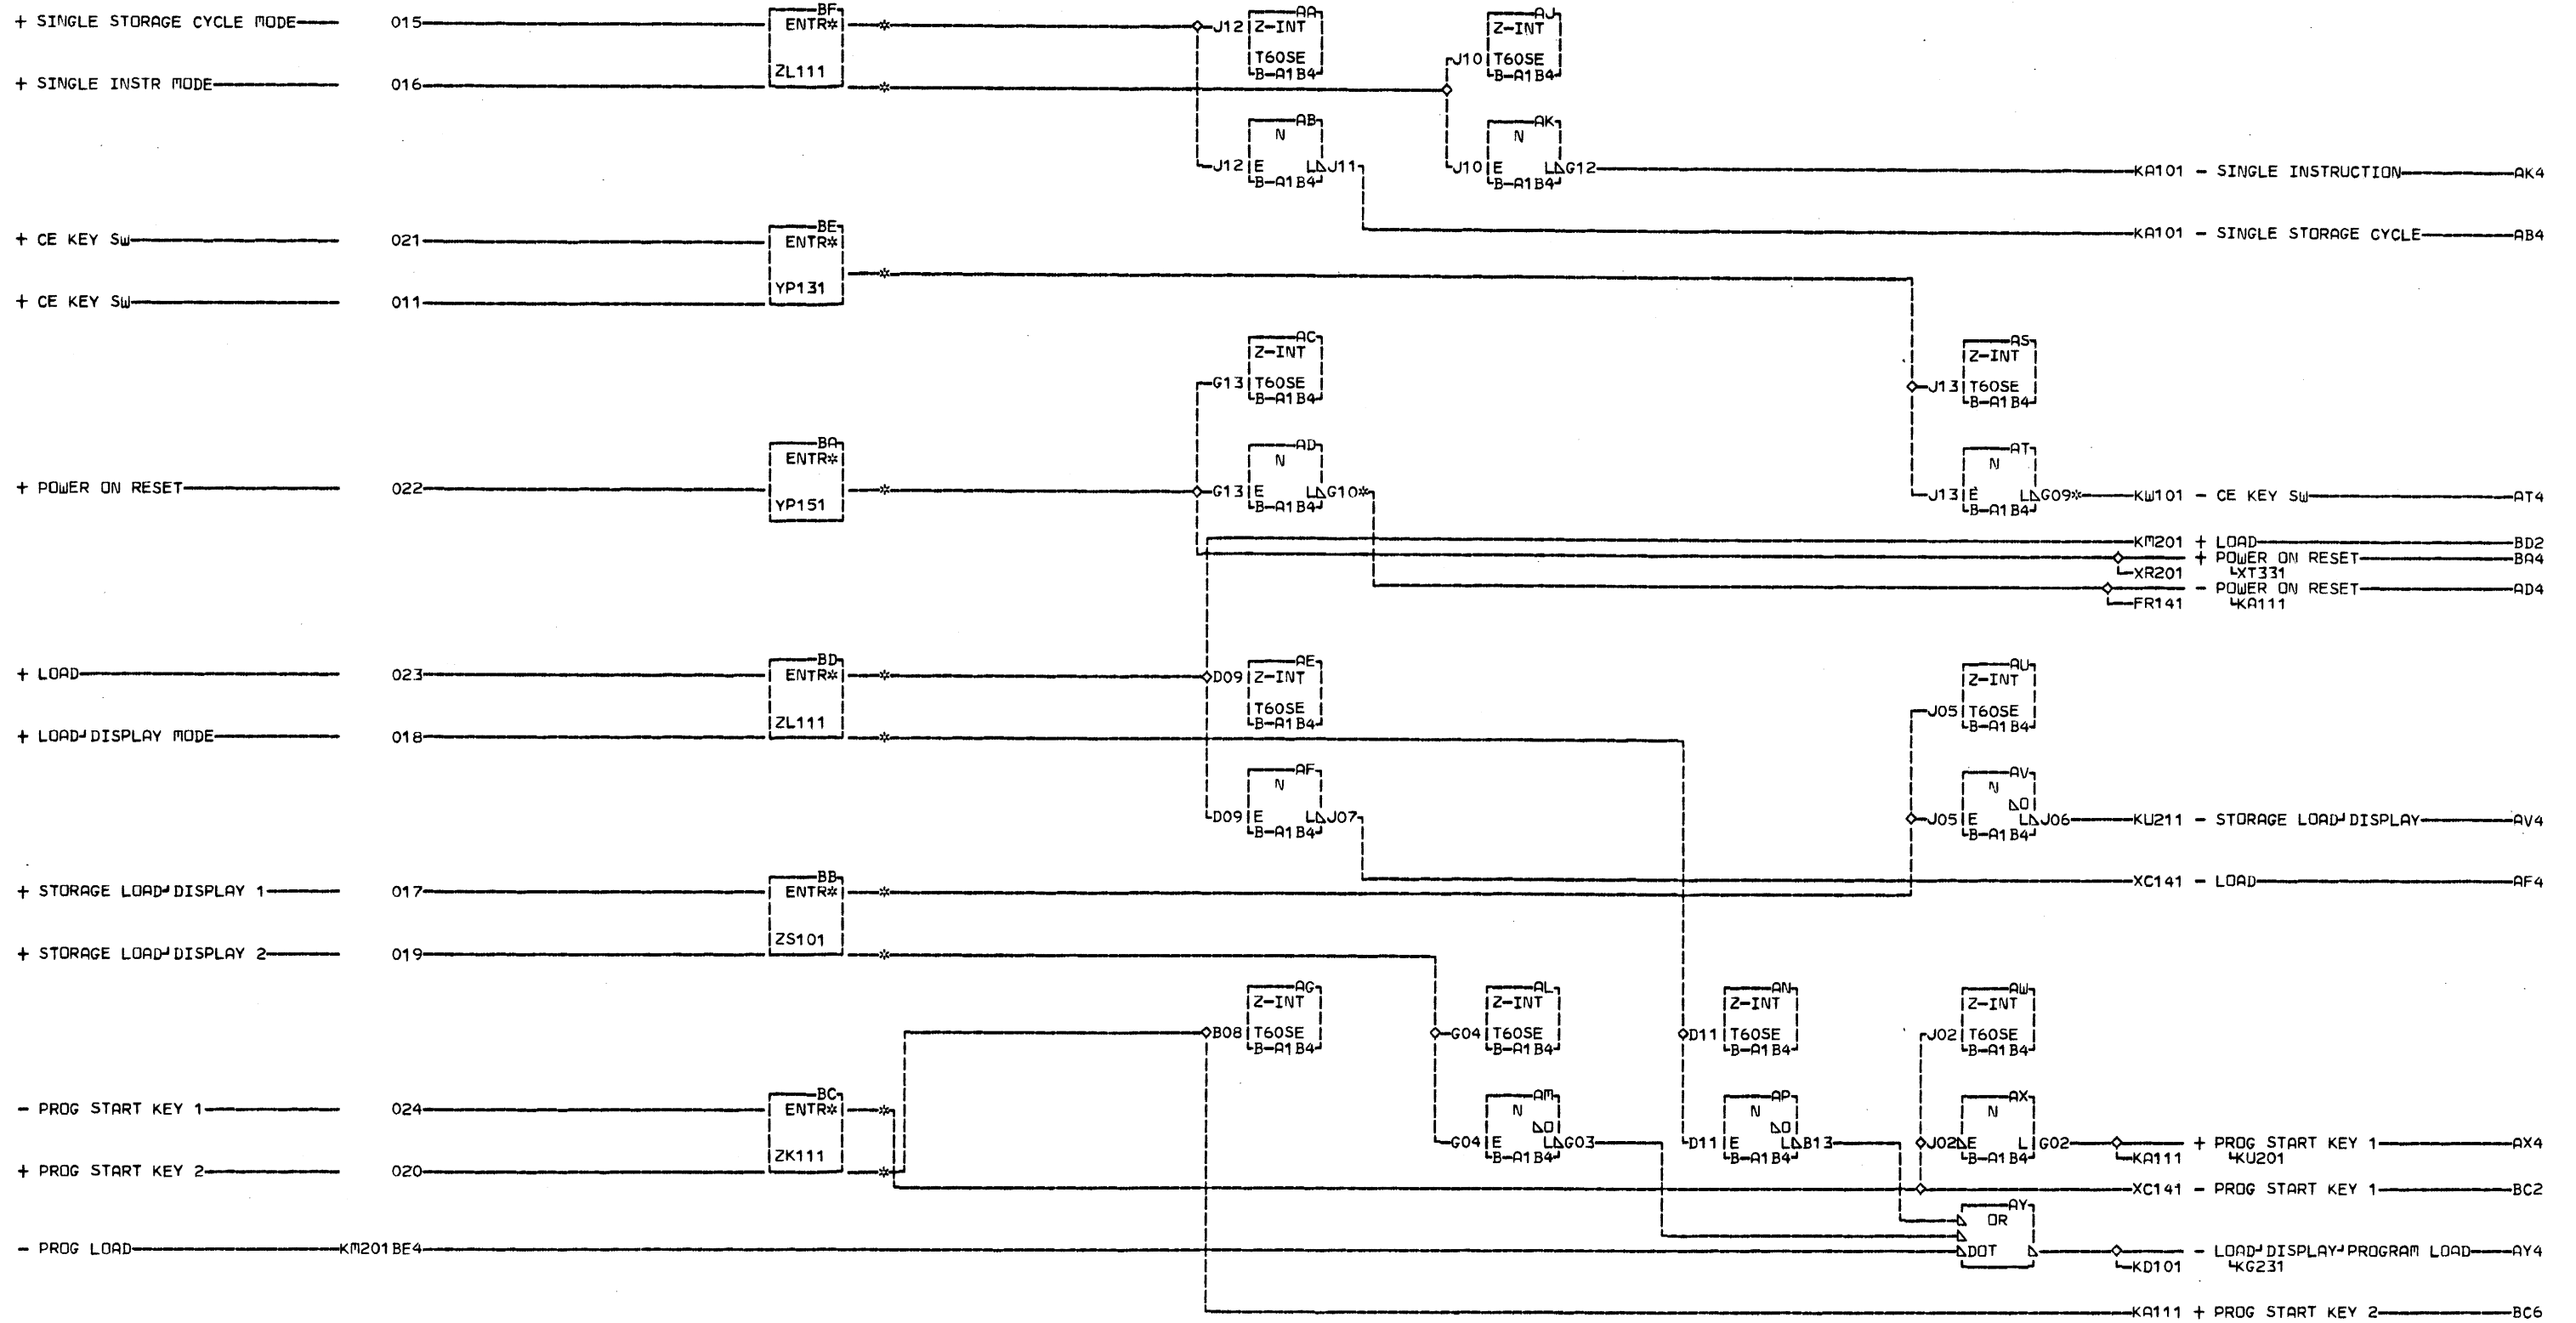 + SINGLE STORAGE CYCLE MODE 015
BF
ENTR*
ZL111
+ SINGLE INSTR MODE 016
AA
J12 Z-INT
T60SE
B-A1B4
AJ
Z-INT
J10 T60SE
B-A1B4
AB
N
J12 E L J11
B-A1B4
AK
N
J10 E L G12
B-A1B4
KA101 - SINGLE INSTRUCTION AK4
KA101 - SINGLE STORAGE CYCLE AB4
+ CE KEY SW 021
BE
ENTR*
YP131
+ CE KEY SW 011
AC
Z-INT
G13 T60SE
B-A1B4
AS
Z-INT
J13 T60SE
B-A1B4
+ POWER ON RESET 022
BA
ENTR*
YP151
AD
N
G13 E L G10*
B-A1B4
AT
N
J13 E L G09*
B-A1B4
KW101 - CE KEY SW AT4
KM201 + LOAD BD2
+ POWER ON RESET BA4
XR201 XT331
- POWER ON RESET AD4
FR141 KA111
+ LOAD 023
BD
ENTR*
ZL111
+ LOAD DISPLAY MODE 018
AE
D09 Z-INT
T60SE
B-A1B4
AU
Z-INT
J05 T60SE
B-A1B4
AF
N
D09 E L J07
B-A1B4
AV
N
O
J05 E L J06
B-A1B4
KU211 - STORAGE LOAD DISPLAY AV4
XC141 - LOAD AF4
+ STORAGE LOAD DISPLAY 1 017
BB
ENTR*
ZS101
+ STORAGE LOAD DISPLAY 2 019
AG
Z-INT
B08 T60SE
B-A1B4
AL
Z-INT
G04 T60SE
B-A1B4
AN
Z-INT
D11 T60SE
B-A1B4
AW
Z-INT
J02 T60SE
B-A1B4
- PROG START KEY 1 024
BC
ENTR*
ZK111
+ PROG START KEY 2 020
AM
N
O
G04 E L G03
B-A1B4
AP
N
O
D11 E L B13
B-A1B4
AX
N
J02 E L G02
B-A1B4
+ PROG START KEY 1 AX4
KA111 KU201
XC141 - PROG START KEY 1 BC2
- PROG LOAD KM201BE4
AY
OR
DOT
- LOAD DISPLAY PROGRAM LOAD AY4
KD101 KG231
KA111 + PROG START KEY 2 BC6